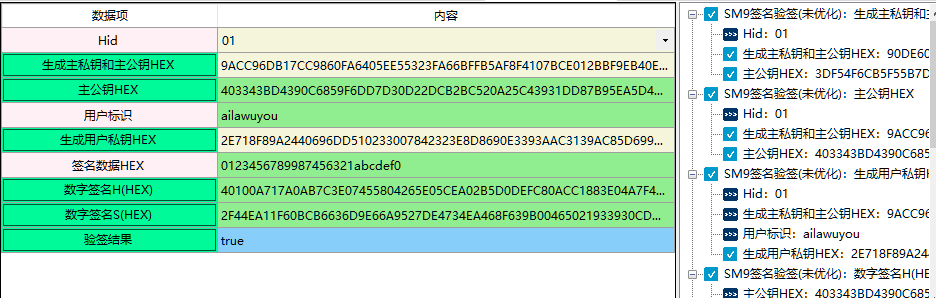 数据项 内容
Hid 01
生成主私钥和主公钥HEX 9ACC96DB17CC9860FA6405EE55323FA66BFFB5AF8F4107BCE012BBF9EB40E...
主公钥HEX 403343BD4390C6859F6DD7D30D22DCB2BC520A25C43931DD87B95EA5D4...
用户标识 ailawuyou
生成用户私钥HEX 2E718F89A2440696DD510233007842323E8D8690E3393AAC3139AC85D699...
签名数据HEX 0123456789987456321abcdef0
数字签名H(HEX) 40100A717A0AB7C3E07455804265E05CEA02B5D0DEFC80ACC1883E04A7F4...
数字签名S(HEX) 2F44EA11F60BCB6636D9E66A9527DE4734EA468F639B00465021933930CD...
验签结果 true
SM9签名验签(未优化)：生成主私钥和主
Hid：01
生成主私钥和主公钥HEX：90DE60
主公钥HEX：3DF54F6CB5F55B7D
SM9签名验签(未优化)：主公钥HEX
Hid：01
生成主私钥和主公钥HEX：9ACC9
主公钥HEX：403343BD4390C685
SM9签名验签(未优化)：生成用户私钥H
Hid：01
生成主私钥和主公钥HEX：9ACC96
用户标识：ailawuyou
生成用户私钥HEX：2E718F89A24
SM9签名验签(未优化)：数字签名H(HE
主公钥HEX：403343BD4390C685